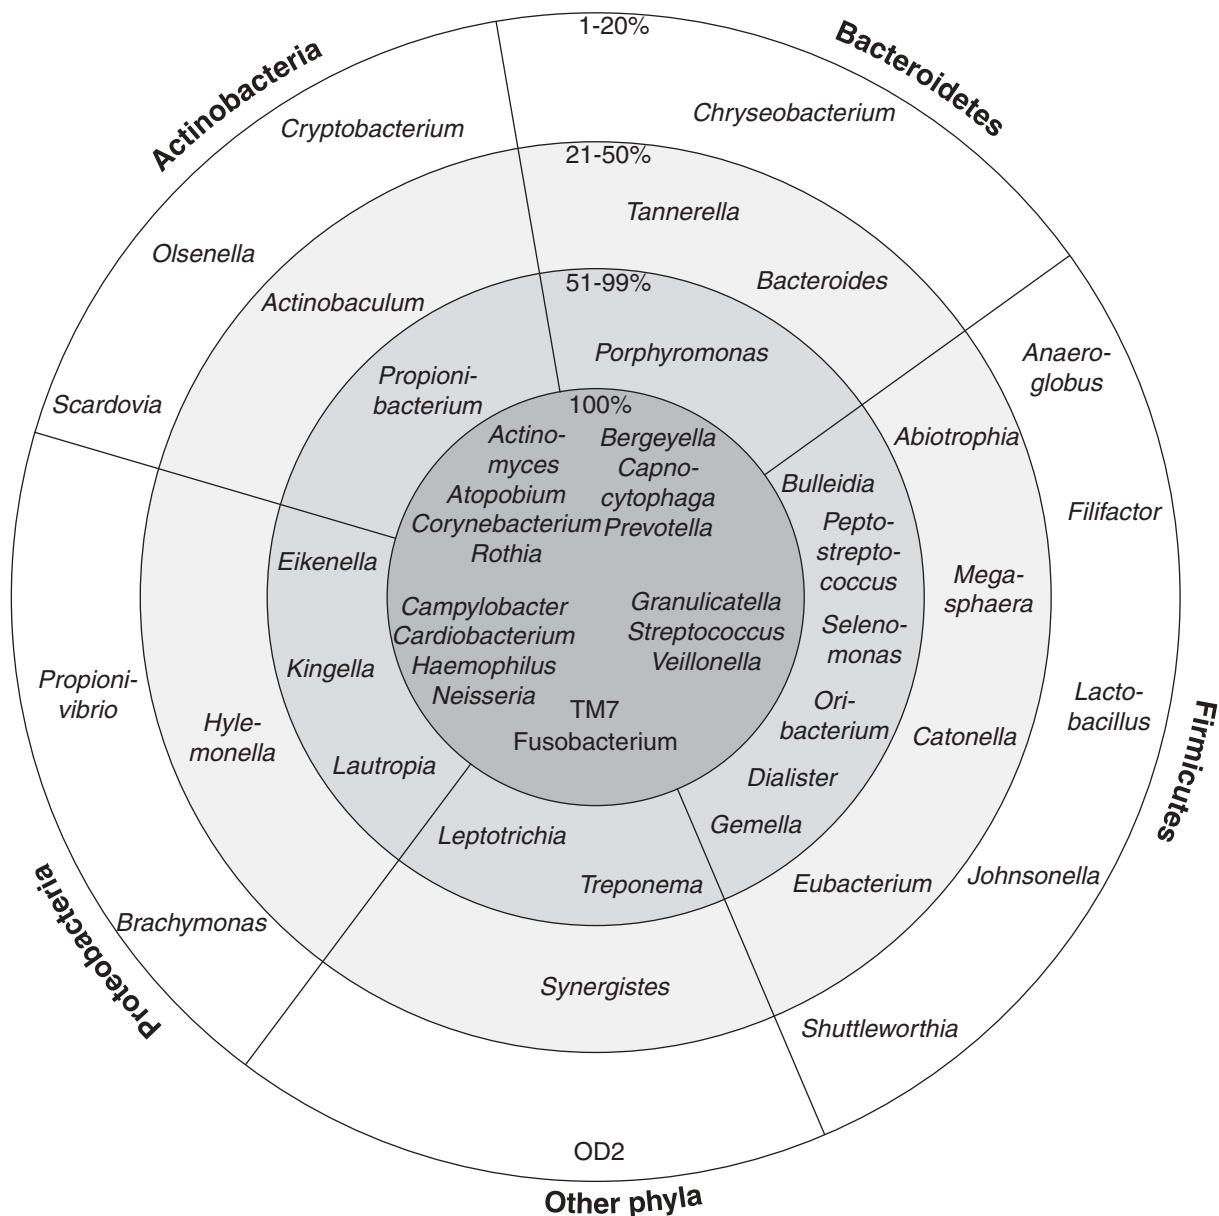 1-20%
Bacteroidetes
Actinobacteria
Chryseobacterium
Cryptobacterium
21-50%
Tannerella
Olsenella
Bacteroides
51-99%
Actinobaculum
Porphyromonas
Anaero-
globus
Propioni-
bacterium
Scardovia
100%
Abiotrophia
Actino-
myces
Atopobium
Corynebacterium
Rothia
Bergeyella
Capno-
cytophaga
Prevotella
Bulleidia
Filifactor
Pepto-
strepto-
coccus
Eikenella
Mega-
sphaera
Campylobacter
Cardiobacterium
Haemophilus
Neisseria
Granulicatella
Streptococcus
Veillonella
Seleno-
monas
Kingella
Propioni-
vibrio
Hyle-
monella
TM7
Fusobacterium
Ori-
bacterium
Catonella
Lacto-
bacillus
Firmicutes
Lautropia
Dialister
Leptotrichia
Gemella
Treponema
Eubacterium
Johnsonella
Proteobacteria
Brachymonas
Synergistes
Shuttleworthia
OD2
Other phyla